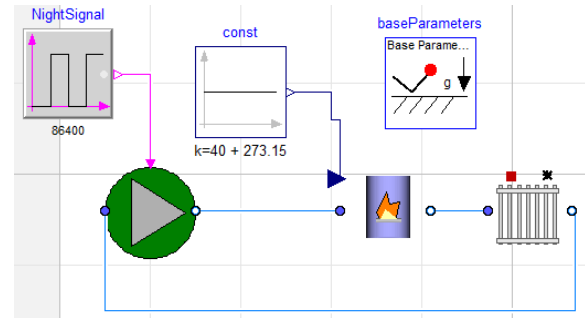 NightSignal
const
baseParameters
Base Parame...
g
86400
k=40 + 273.15